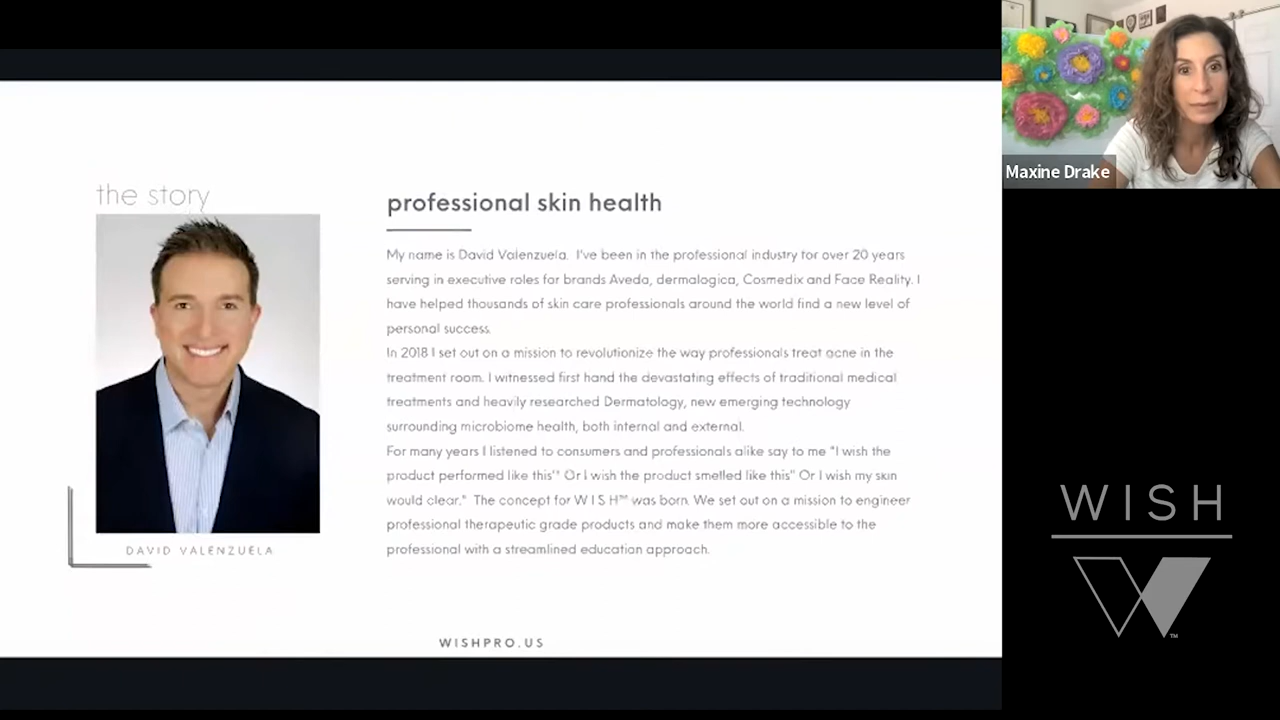 the story
DAVID VALENZUELA
professional skin health
My name is David Valenzuela. I've been in the professional industry for over 20 years
serving in executive roles for brands Aveda, dermalogica, Cosmedix and Face Reality. I
have helped thousands of skin care professionals around the world find a new level of
personal success.
In 2018 I set out on a mission to revolutionize the way professionals treat acne in the
treatment room. I witnessed first hand the devastating effects of traditional medical
treatments and heavily researched Dermatology, new emerging technology
surrounding microbiome health, both internal and external.
For many years I listened to consumers and professionals alike say to me "I wish the
product performed like this'' Or I wish the product smelled like this" Or I wish my skin
would clear." The concept for W I S H™ was born. We set out on a mission to engineer
professional therapeutic grade products and make them more accessible to the
professional with a streamlined education approach.
WISHPRO.US
Maxine Drake
WISH
W™